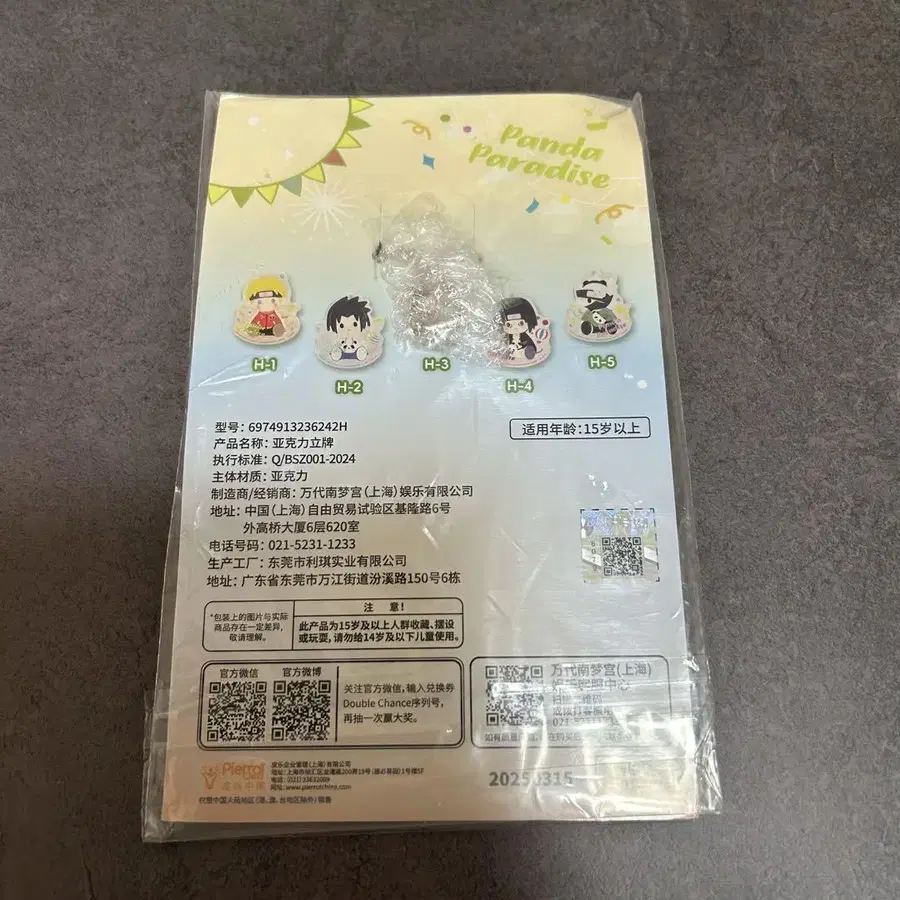 Panda
Paradise
H-1
H-2
H-3
H-4
H-5
型号: 6974913236242H
适用年龄:15岁以上
产品名称: 亚克力立牌
执行标准: Q/BSZ001-2024
主体材质: 亚克力
制造商/经销商: 万代南梦宫(上海)娱乐有限公司
地址: 中国(上海)自由贸易试验区基隆路6号
外高桥大厦6层620室
电话号码: 021-5231-1233
生产工厂: 东莞市利琪实业有限公司
地址: 广东省东莞市万江街道汾溪路150号6栋
*包装上的图片与实际
商品存在一定差异,
敬请理解。
注 意!
此产品为15岁及以上人群收藏、摆设
或玩耍, 请勿给14岁及以下儿童使用。
官方微信
官方微博
关注官方微信, 输入兑换券
Double Chance序列号,
再抽一次赢大奖。
万代南梦宫(上海)
Pierrot
网址: www.pierrotchina.com
20250315